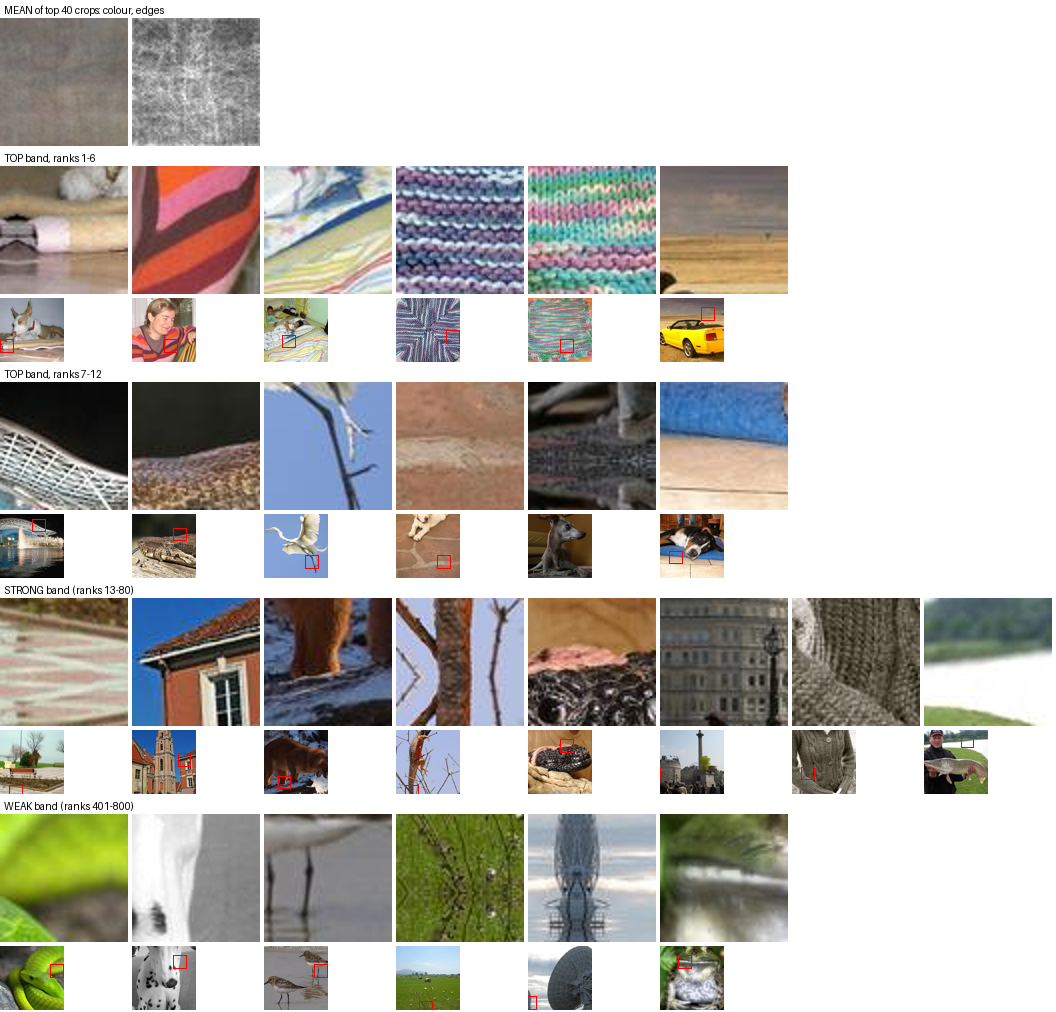 MEAN of top 40 crops: colour, edges
TOP band, ranks 1-6
TOP band, ranks 7-12
STRONG band (ranks 13-80)
WEAK band (ranks 401-800)